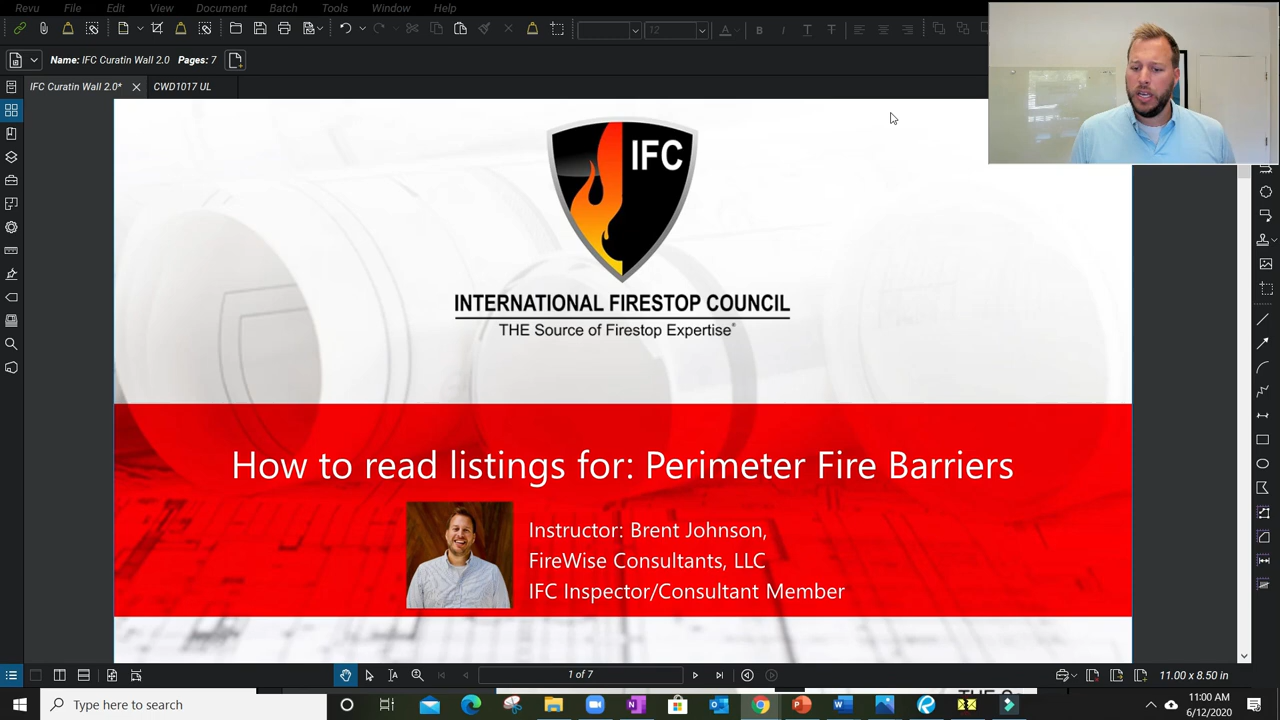 Revu File Edit View Document Batch Tools Window Help
12
Name: IFC Curatin Wall 2.0 Pages: 7
IFC Curatin Wall 2.0* CWD1017 UL
IFC
INTERNATIONAL FIRESTOP COUNCIL
THE Source of Firestop Expertise®
How to read listings for: Perimeter Fire Barriers
Instructor: Brent Johnson,
FireWise Consultants, LLC
IFC Inspector/Consultant Member
1 of 7
11.00 x 8.50 in
Type here to search
11:00 AM
6/12/2020